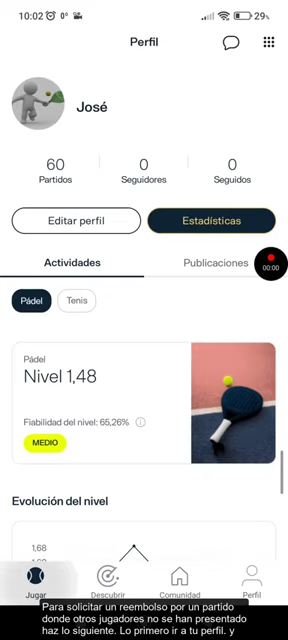 10:02 0° 29%
Perfil
José
60 0 0
Partidos Seguidores Seguidos
Editar perfil Estadísticas
Actividades Publicaciones
00:00
Pádel Tenis
Pádel
Nivel 1,48
Fiabilidad del nivel: 65,26%
MEDIO
Evolución del nivel
1,68
Jugar Descubrir Comunidad Perfil
Para solicitar un reembolso por un partido
donde otros jugadores no se han presentado
haz lo siguiente. Lo primero ir a tu perfil. y